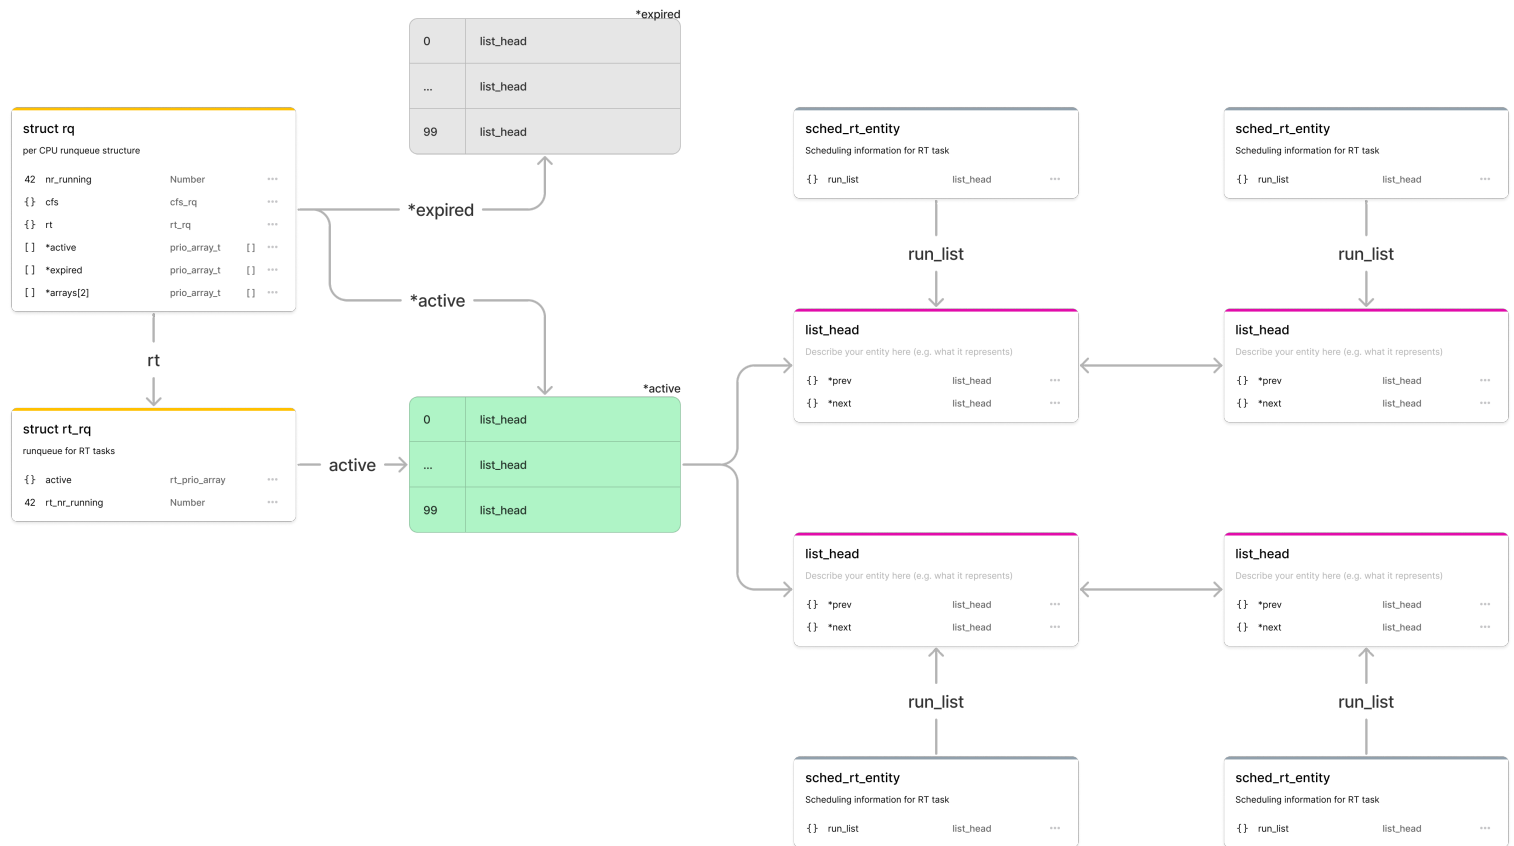 *expired
0 list_head
... list_head
99 list_head
struct rq
per CPU runqueue structure
42 nr_running Number ...
{} cfs cfs_rq ...
{} rt rt_rq ...
[] *active prio_array_t [] ...
[] *expired prio_array_t [] ...
[] *arrays[2] prio_array_t [] ...
*expired
*active
rt
struct rt_rq
runqueue for RT tasks
{} active rt_prio_array ...
42 rt_nr_running Number ...
active
*active
0 list_head
... list_head
99 list_head
sched_rt_entity
Scheduling information for RT task
{} run_list list_head ...
run_list
list_head
Describe your entity here (e.g. what it represents)
{} *prev list_head ...
{} *next list_head ...
sched_rt_entity
Scheduling information for RT task
{} run_list list_head ...
run_list
list_head
Describe your entity here (e.g. what it represents)
{} *prev list_head ...
{} *next list_head ...
list_head
Describe your entity here (e.g. what it represents)
{} *prev list_head ...
{} *next list_head ...
run_list
sched_rt_entity
Scheduling information for RT task
{} run_list list_head ...
list_head
Describe your entity here (e.g. what it represents)
{} *prev list_head ...
{} *next list_head ...
run_list
sched_rt_entity
Scheduling information for RT task
{} run_list list_head ...